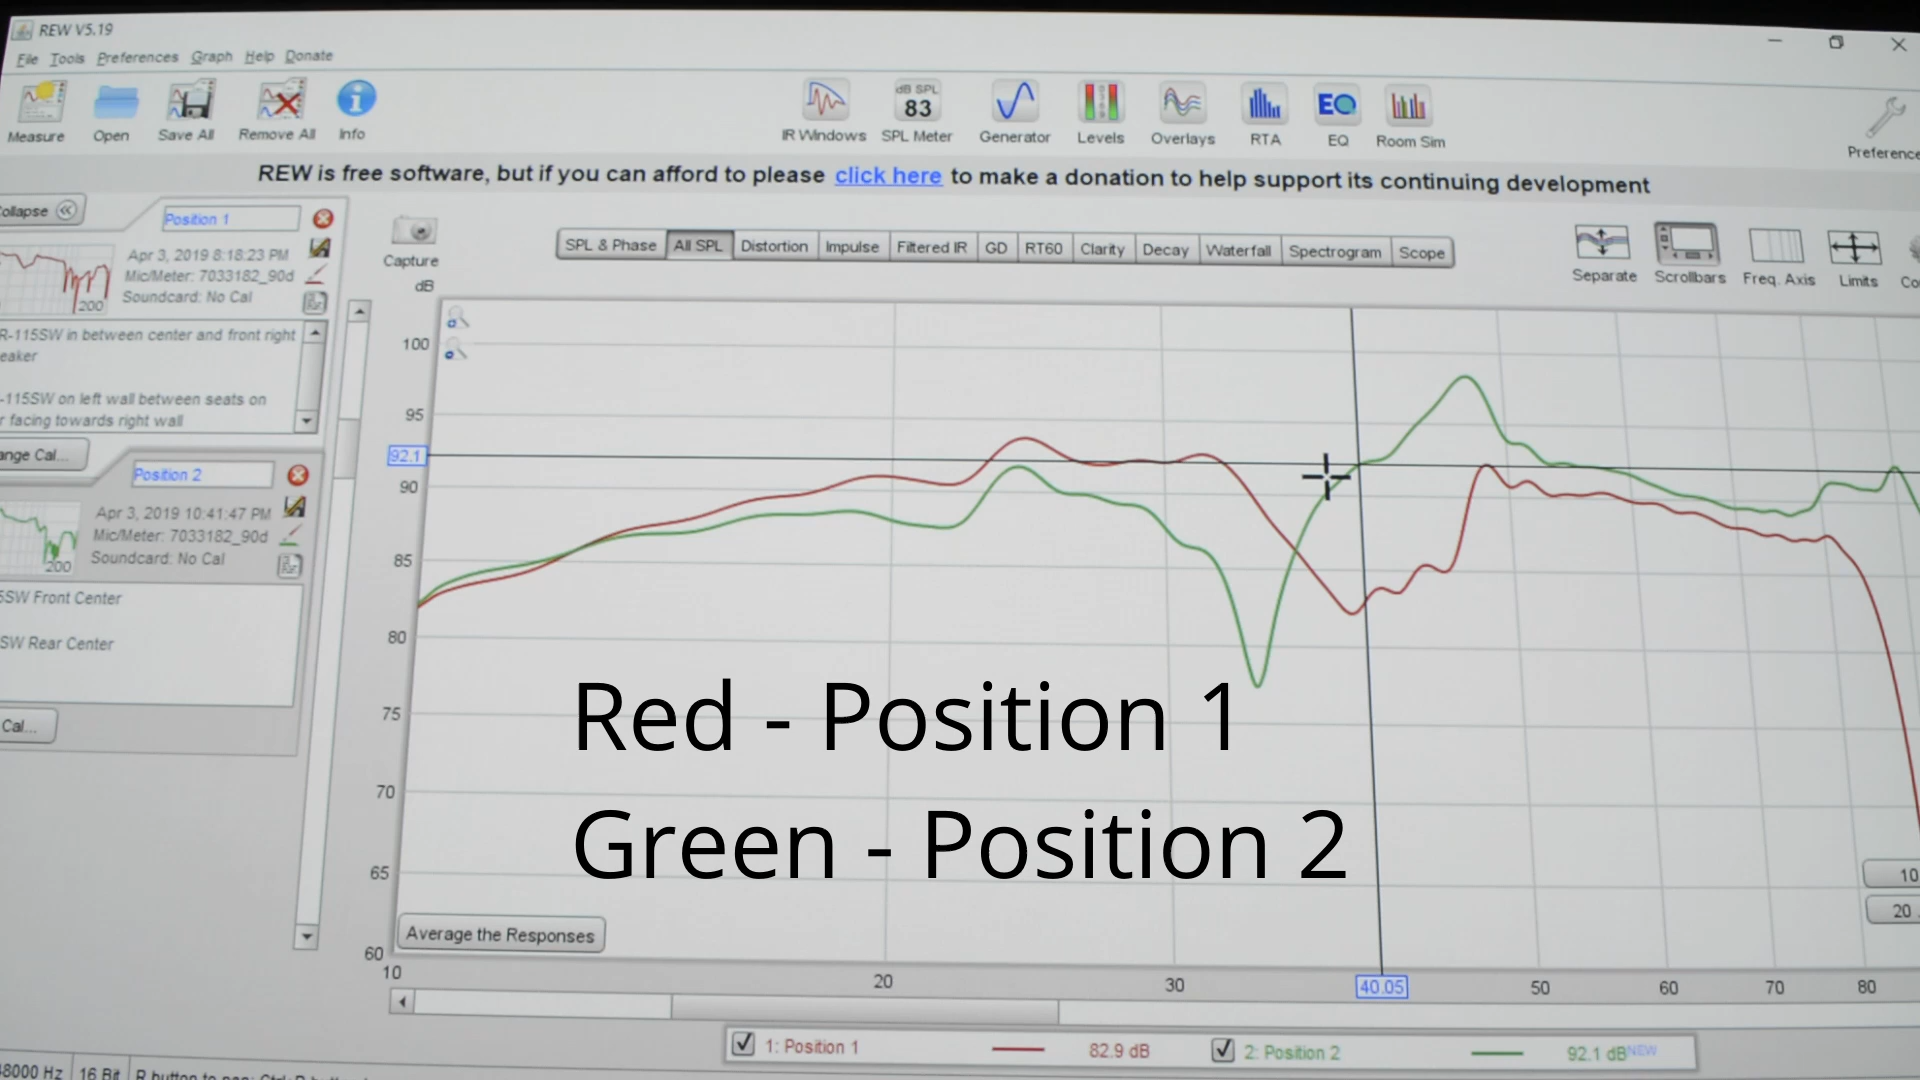 REW V5.19
File Tools Preferences Graph Help Donate
Measure Open Save All Remove All Info
IR Windows
dB SPL
83
SPL Meter Generator Levels Overlays RTA
EQ
EQ Room Sim
Preference
REW is free software, but if you can afford to please click here to make a donation to help support its continuing development
ollapse
Position 1
Apr 3, 2019 8:18:23 PM
Mic/Meter: 7033182_90d
Soundcard: No Cal
200
R-115SW in between center and front right
eaker
-115SW on left wall between seats on
r facing towards right wall
ange Cal...
Position 2
Apr 3, 2019 10:41:47 PM
Mic/Meter: 7033182_90d
Soundcard: No Cal
200
5SW Front Center
SW Rear Center
Cal...
Capture
SPL & Phase All SPL Distortion Impulse Filtered IR GD RT60 Clarity Decay Waterfall Spectrogram Scope
Separate Scrollbars Freq. Axis Limits Co
dB
100
95
92.1
90
85
80
75
70
65
60
Red - Position 1
Green - Position 2
Average the Responses
10
20
10 20 30 40.05 50 60 70 80
1: Position 1 82.9 dB 2: Position 2 92.1 dB NEW
48000 Hz 16 Bit